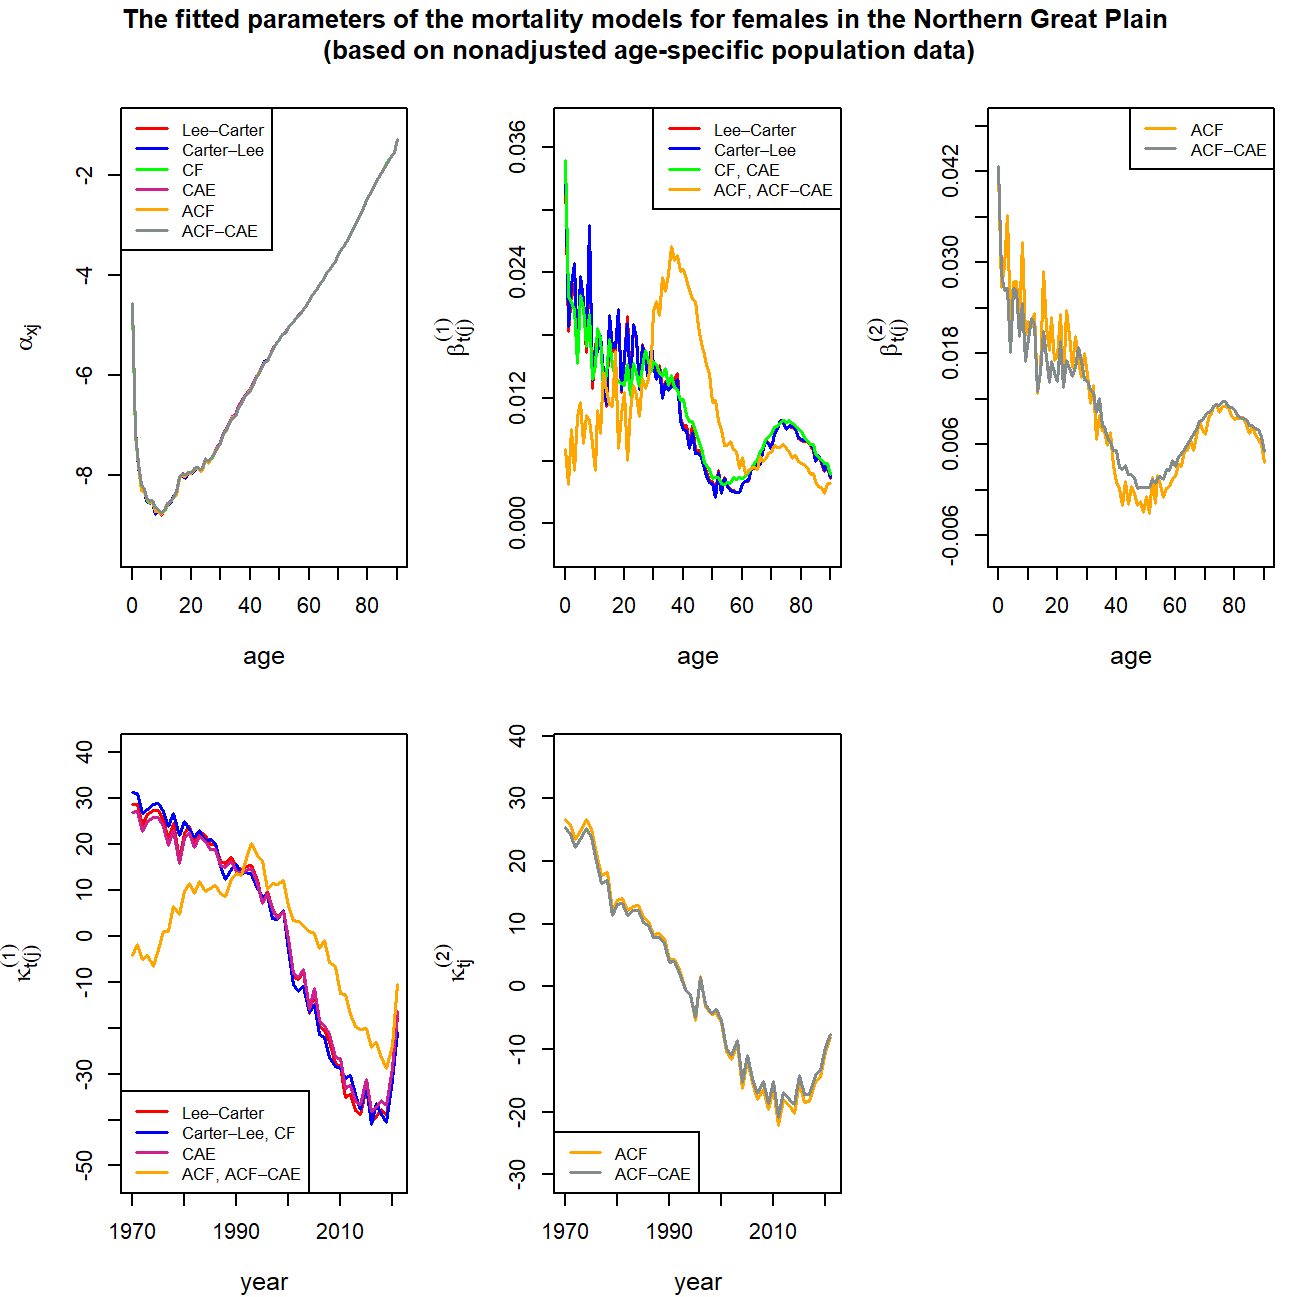 The fitted parameters of the mortality models for females in the Northern Great Plain
(based on nonadjusted age-specific population data)
Lee–Carter
Carter–Lee
CF
CAE
ACF
ACF–CAE
-2
-4
-6
-8
αxj
0 20 40 60 80
age
Lee–Carter
Carter–Lee
CF, CAE
ACF, ACF–CAE
0.036
0.024
0.012
0.000
β(1)t(j)
0 20 40 60 80
age
ACF
ACF–CAE
0.042
0.030
0.018
0.006
-0.006
β(2)t(j)
0 20 40 60 80
age
40
30
20
10
0
-10
-30
-50
κ(1)t(j)
Lee–Carter
Carter–Lee, CF
CAE
ACF, ACF–CAE
1970 1990 2010
year
40
30
20
10
0
-10
-20
-30
κ(2)tj
ACF
ACF–CAE
1970 1990 2010
year